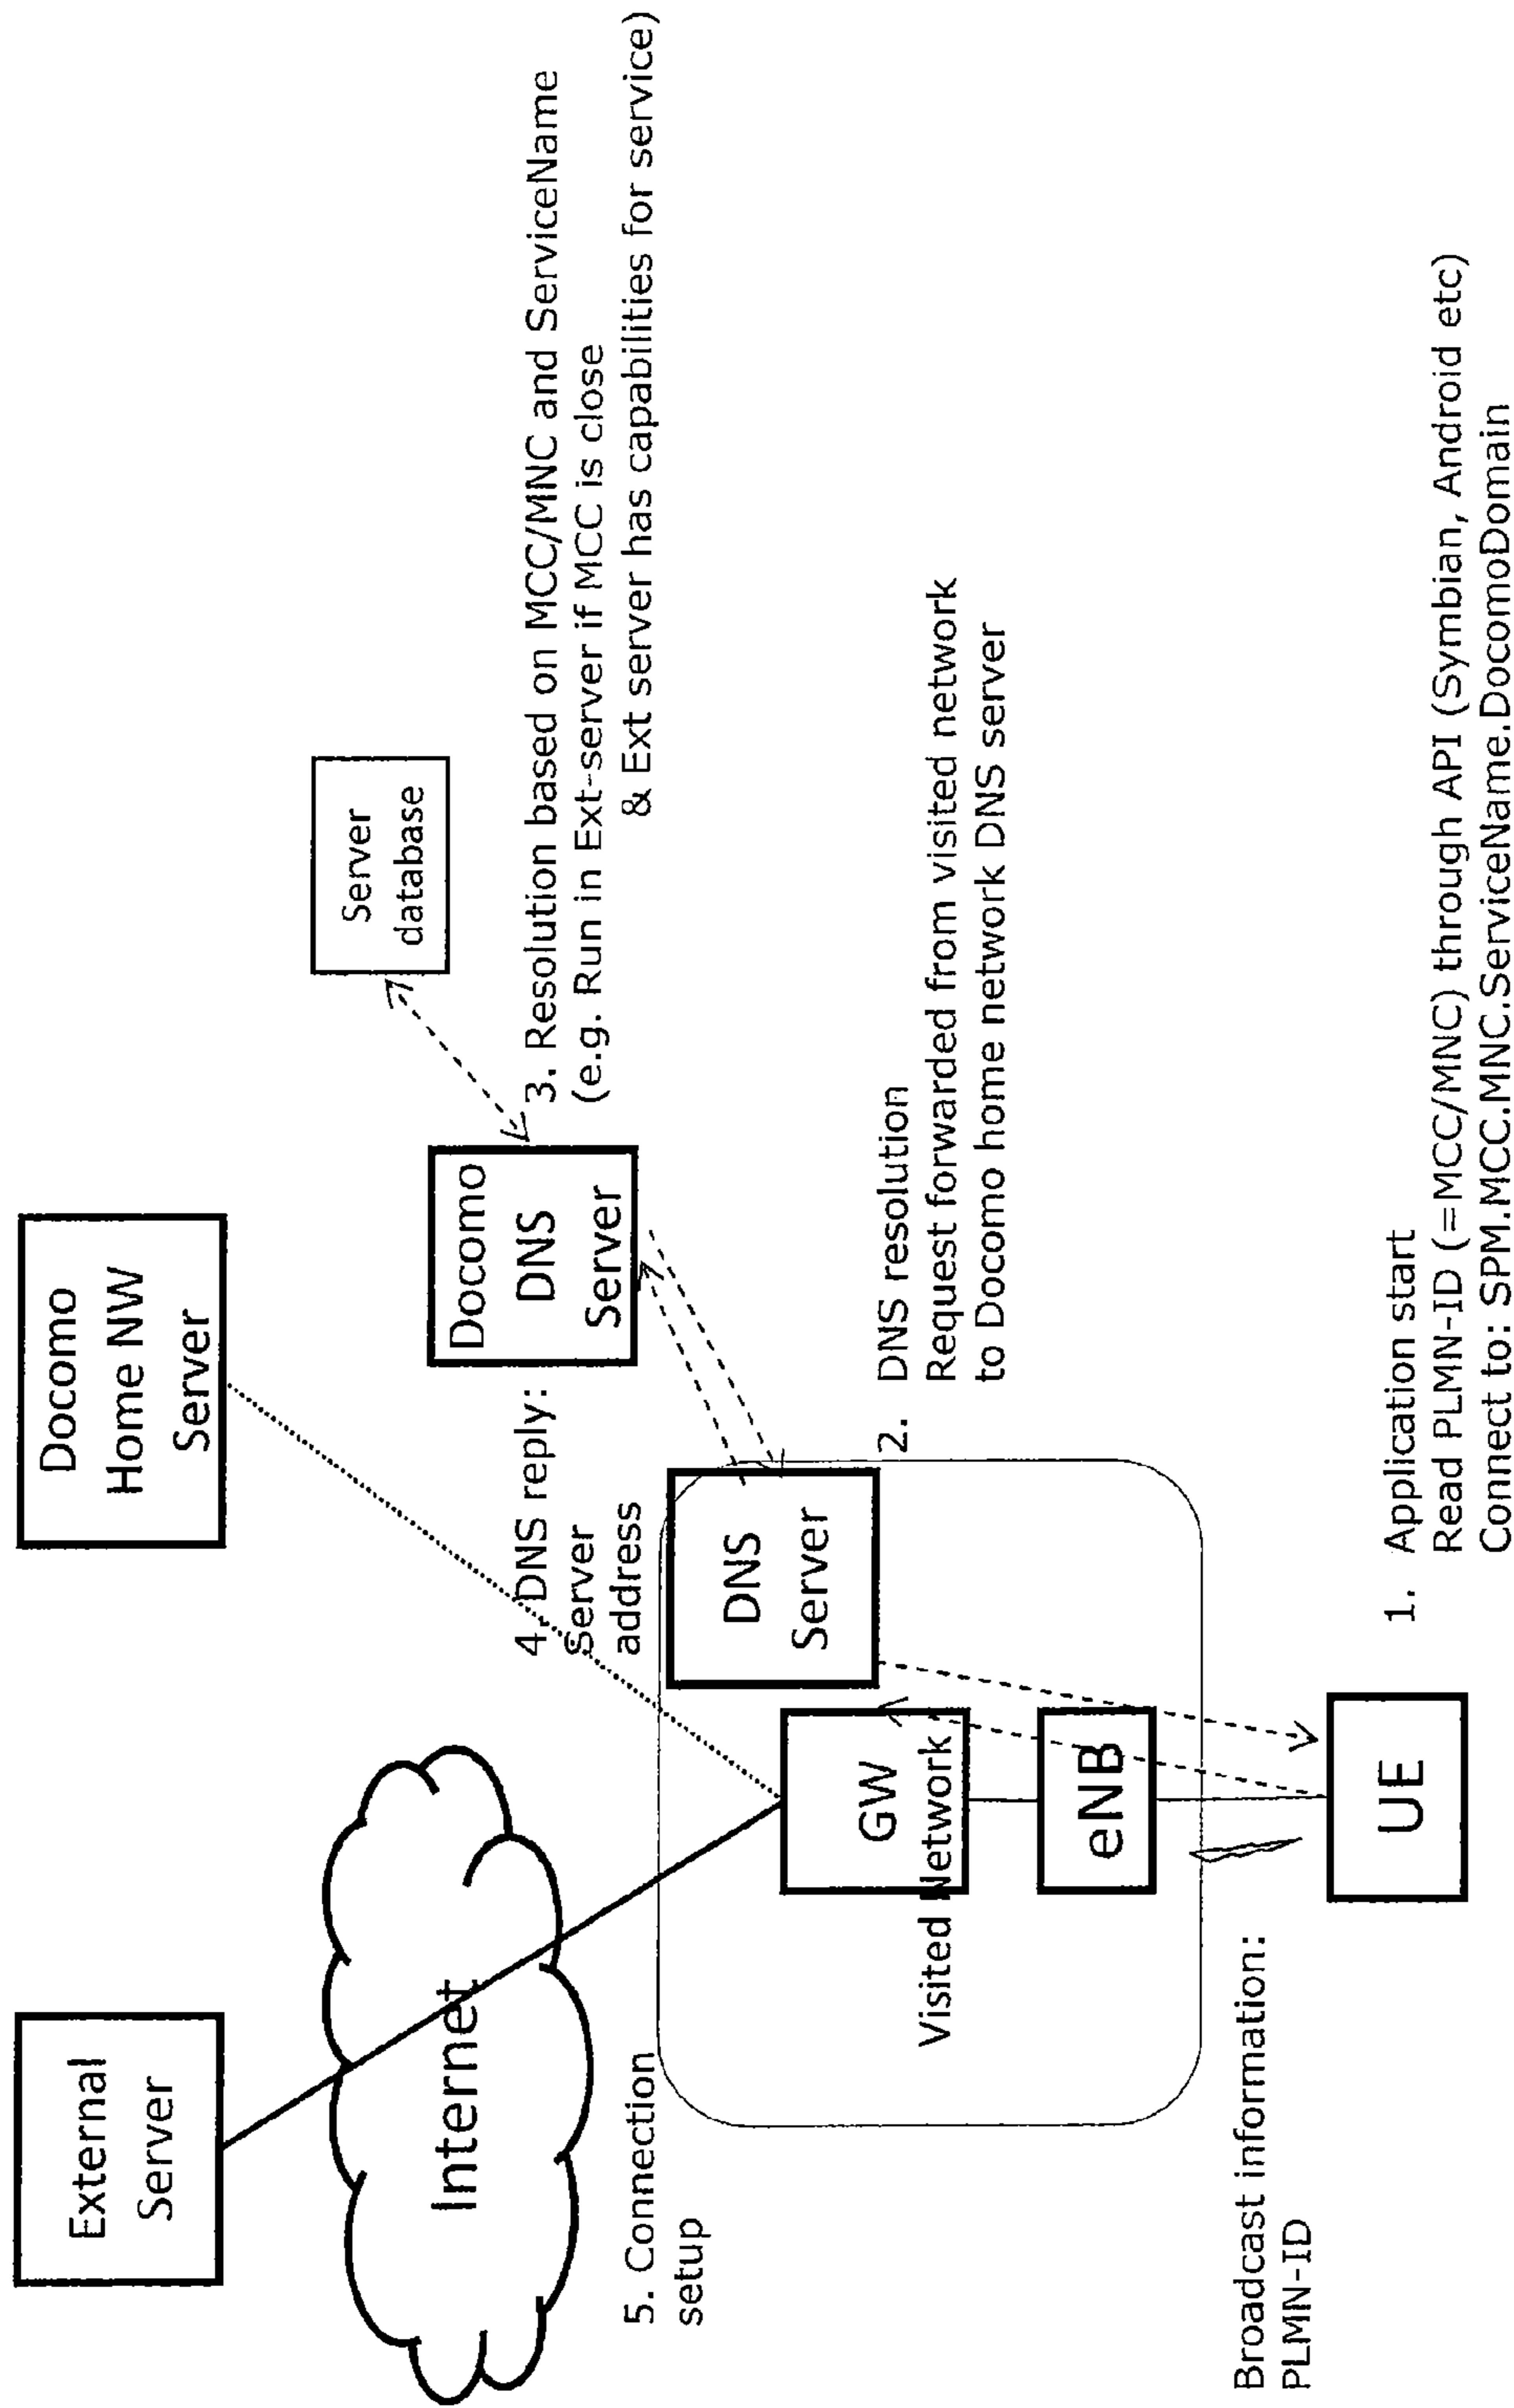 External
Server
Docomo
Home NW
Server
Internet
Server
database
Docomo
DNS
Server
3. Resolution based on MCC/MNC and ServiceName
(e.g. Run in Ext-server if MCC is close
& Ext server has capabilities for service)
4. DNS reply:
Server
address
5. Connection
setup
DNS
Server
2. DNS resolution
Request forwarded from visited network
to Docomo home network DNS server
GW
Visited Network
eNB
Broadcast information:
PLMN-ID
UE
1. Application start
Read PLMN-ID (=MCC/MNC) through API (Symbian, Android etc)
Connect to: SPM.MCC.MNC.ServiceName.DocomoDomain